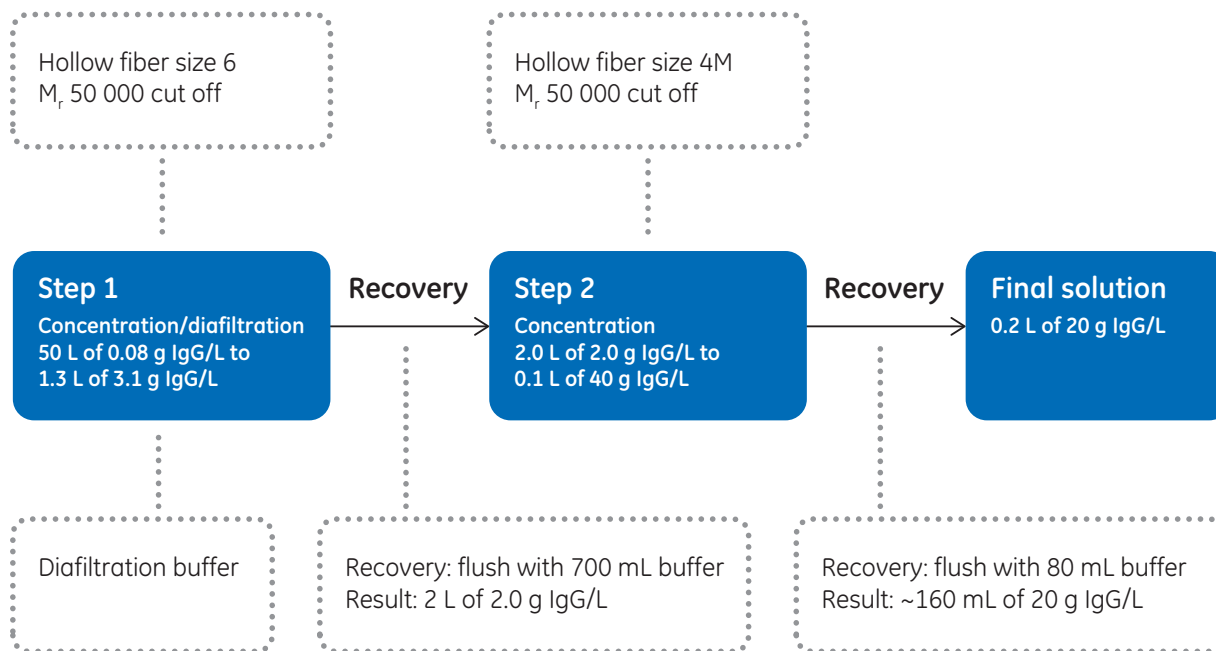 Hollow fiber size 6
Mr 50 000 cut off
Hollow fiber size 4M
Mr 50 000 cut off
Step 1
Concentration/diafiltration
50 L of 0.08 g IgG/L to
1.3 L of 3.1 g IgG/L
Recovery
Step 2
Concentration
2.0 L of 2.0 g IgG/L to
0.1 L of 40 g IgG/L
Recovery
Final solution
0.2 L of 20 g IgG/L
Diafiltration buffer
Recovery: flush with 700 mL buffer
Result: 2 L of 2.0 g IgG/L
Recovery: flush with 80 mL buffer
Result: ~160 mL of 20 g IgG/L